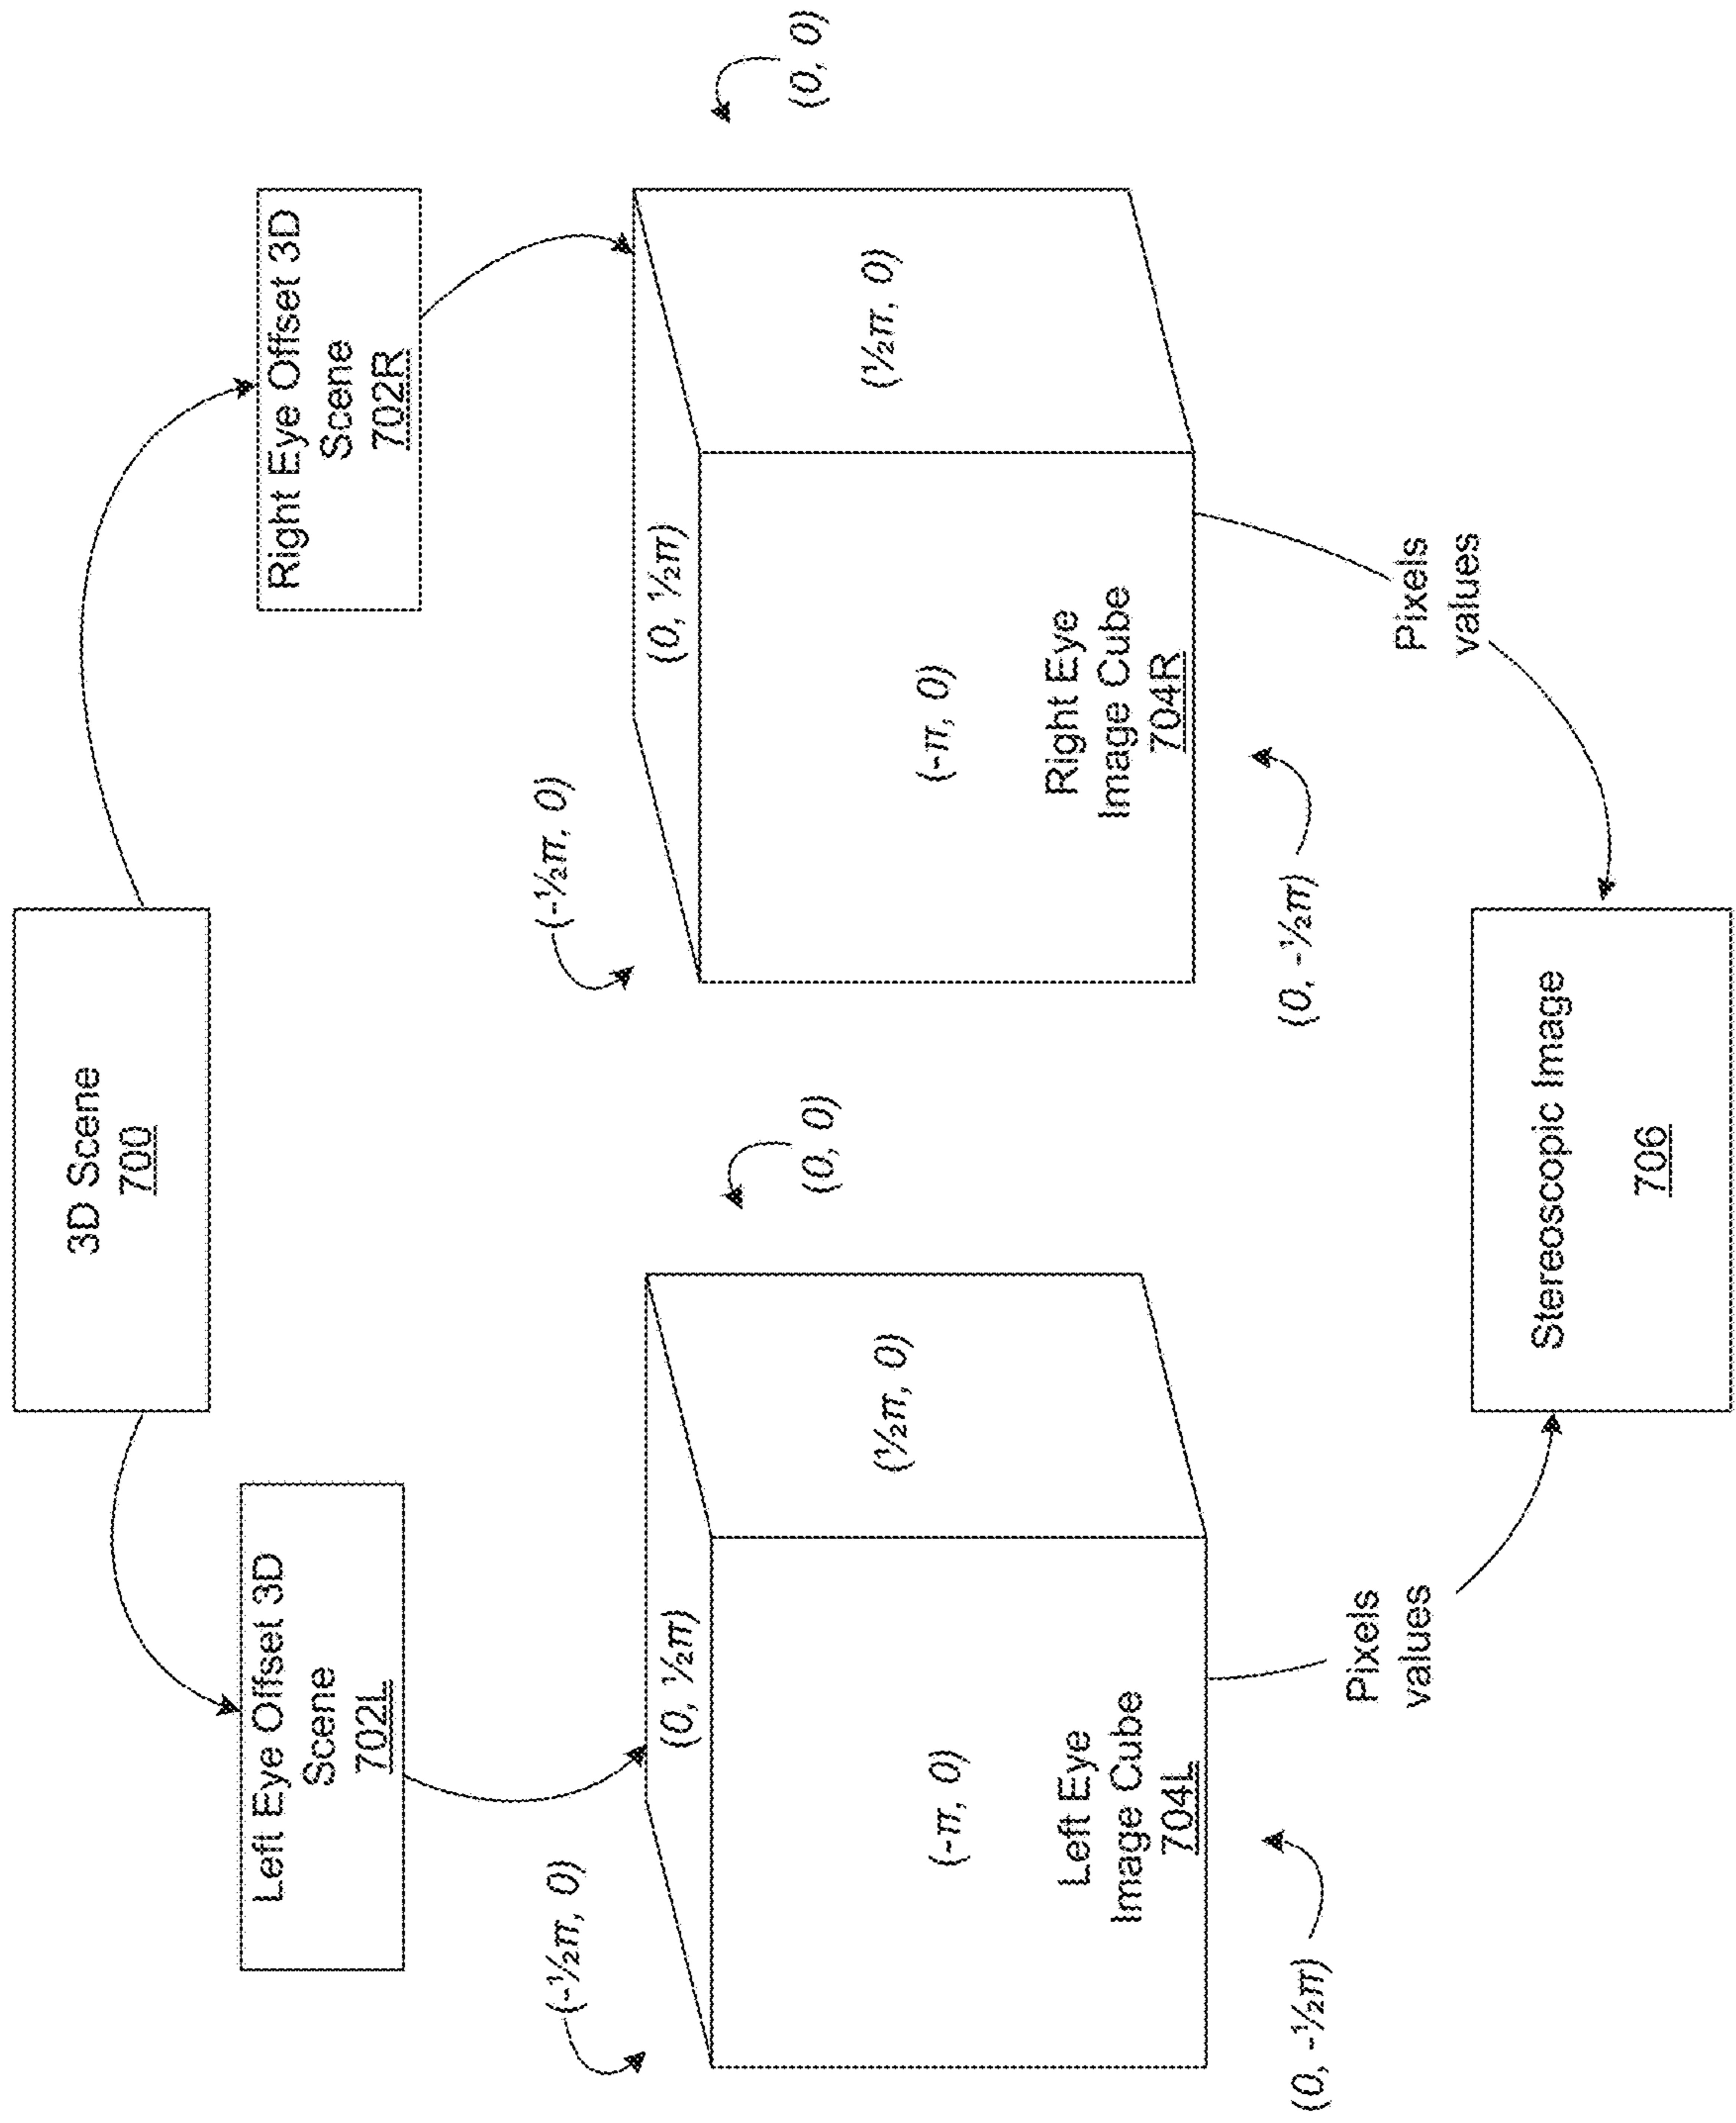 3D Scene
700
Left Eye Offset 3D
Scene
702L
Right Eye Offset 3D
Scene
702R
(-½π, 0)
(0, ½π)
(-π, 0)
(½π, 0)
(0, 0)
Left Eye
Image Cube
704L
(0, -½π)
(-½π, 0)
(0, ½π)
(-π, 0)
(½π, 0)
(0, 0)
Right Eye
Image Cube
704R
(0, -½π)
Pixels
values
Pixels
values
Stereoscopic Image
706